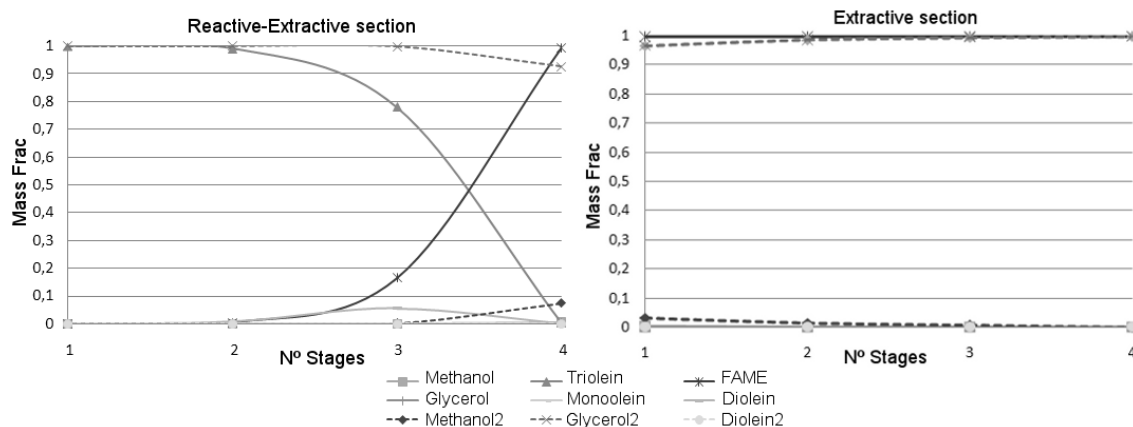 Reactive-Extractive section
1
0,9
0,8
0,7
0,6
0,5
0,4
0,3
0,2
0,1
0
Mass Frac
1 2 3 4
Nº Stages
Extractive section
1
0,9
0,8
0,7
0,6
0,5
0,4
0,3
0,2
0,1
0
Mass Frac
1 2 3 4
Nº Stages
Methanol Triolein FAME
Glycerol Monoolein Diolein
Methanol2 Glycerol2 Diolein2